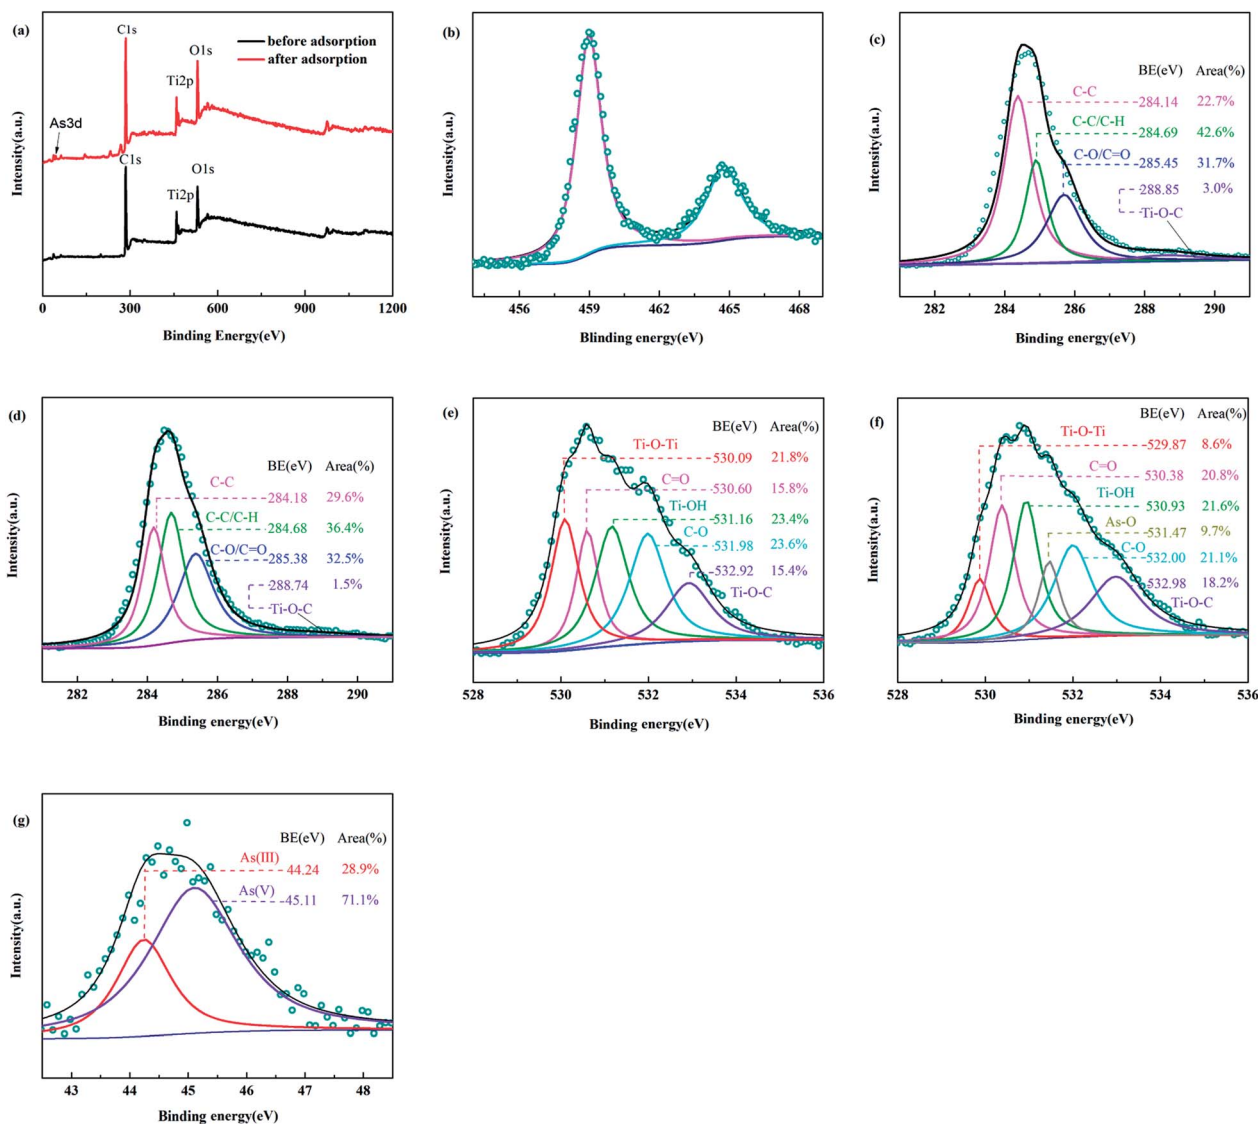 (a)
C1s
before adsorption
after adsorption
O1s
Ti2p
As3d
C1s
O1s
Ti2p
Intensity(a.u.)
0 300 600 900 1200
Binding Energy(eV)
(b)
Intensity(a.u.)
456 459 462 465 468
Blinding energy(eV)
(c)
BE(eV) Area(%)
C-C 284.14 22.7%
C-C/C-H 284.69 42.6%
C-O/C=O 285.45 31.7%
288.85 3.0%
Ti-O-C
Intensity(a.u.)
282 284 286 288 290
Binding energy(eV)
(d)
BE(eV) Area(%)
C-C 284.18 29.6%
C-C/C-H 284.68 36.4%
C-O/C=O 285.38 32.5%
288.74 1.5%
Ti-O-C
Intensity(a.u.)
282 284 286 288 290
Binding energy(eV)
(e)
BE(eV) Area(%)
Ti-O-Ti 530.09 21.8%
C=O 530.60 15.8%
Ti-OH 531.16 23.4%
C-O 531.98 23.6%
532.92 15.4%
Ti-O-C
Intensity(a.u.)
528 530 532 534 536
Binding energy(eV)
(f)
BE(eV) Area(%)
Ti-O-Ti 529.87 8.6%
C=O 530.38 20.8%
Ti-OH 530.93 21.6%
As-O 531.47 9.7%
C-O 532.00 21.1%
532.98 18.2%
Ti-O-C
Intensity(a.u.)
528 530 532 534 536
Binding energy(eV)
(g)
BE(eV) Area(%)
As(III) 44.24 28.9%
As(V) 45.11 71.1%
Intensity(a.u.)
43 44 45 46 47 48
Binding energy(eV)